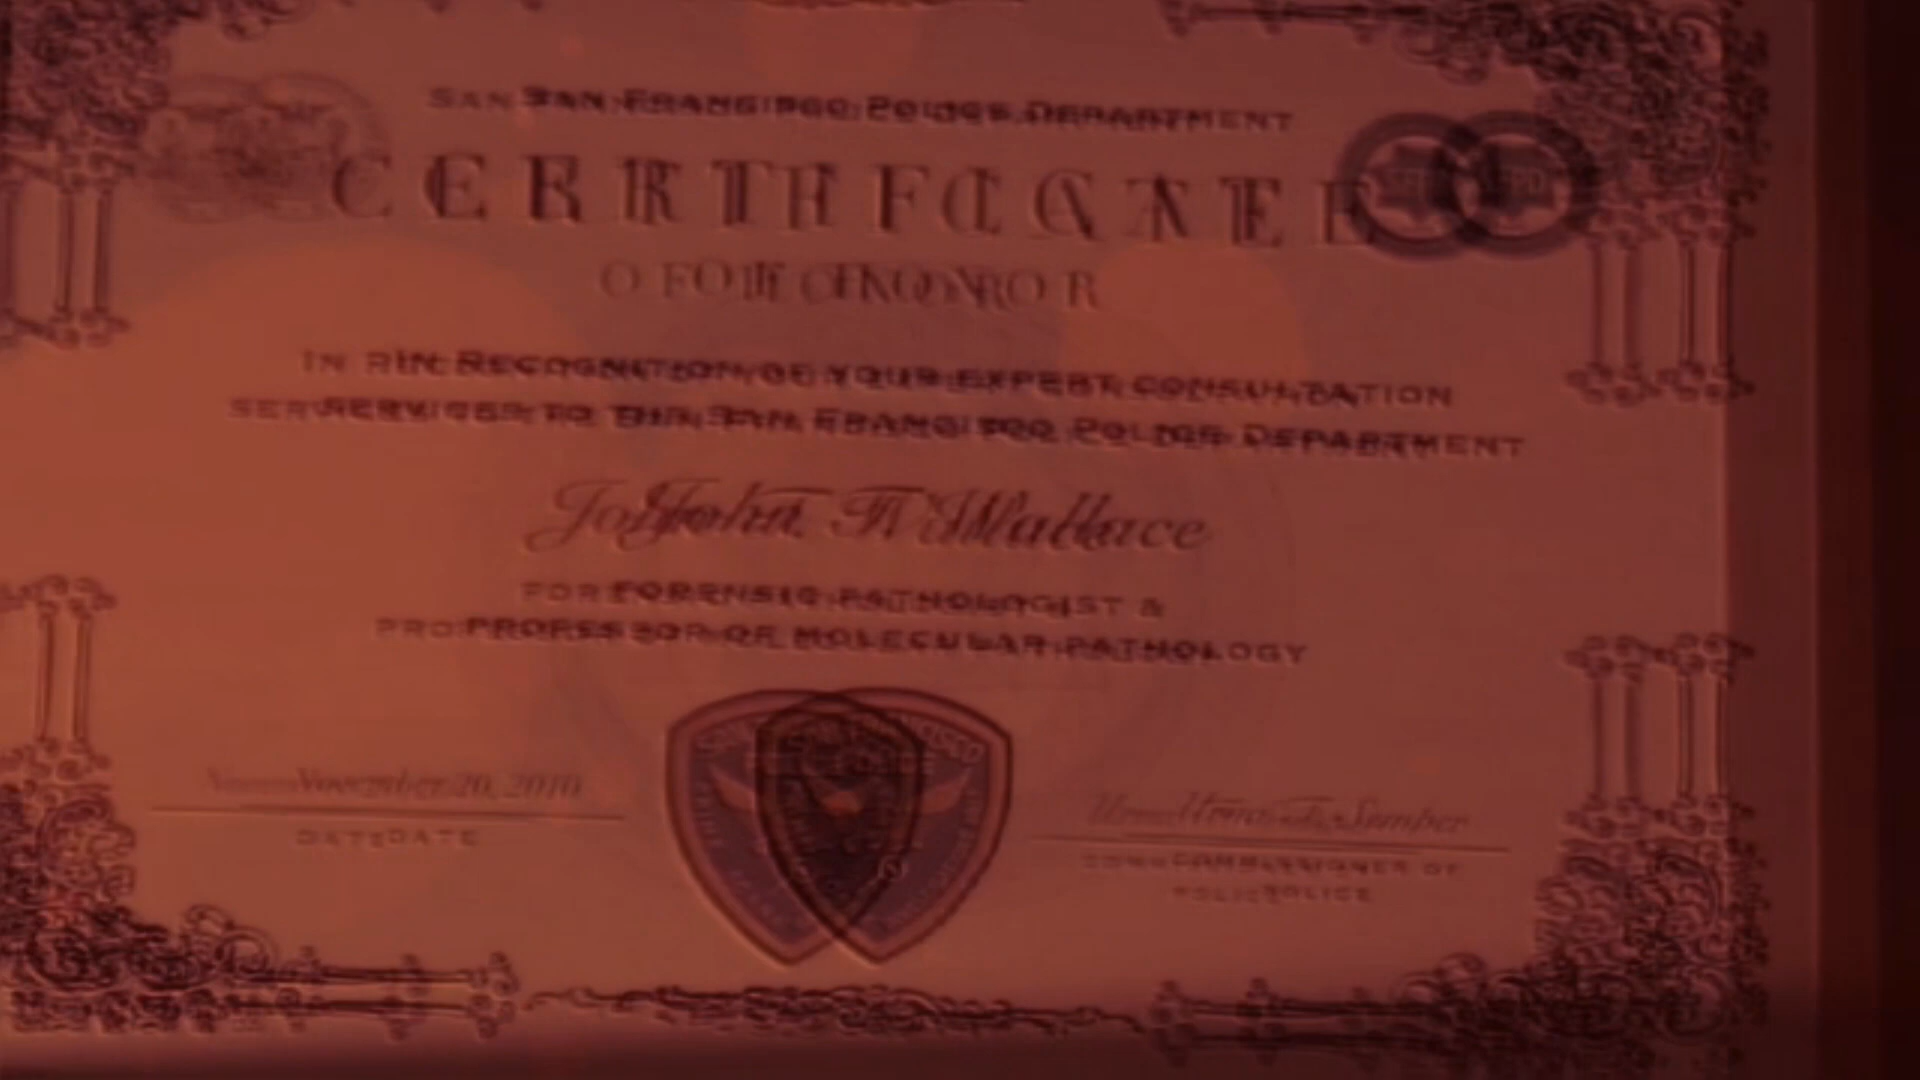 SAN FRANCISCO POLICE DEPARTMENT
CERTIFICATE
OF HONOR
IN RECOGNITION OF YOUR EXPERT CONSULTATION
SERVICES TO THE SAN FRANCISCO POLICE DEPARTMENT
John T Wallace
FORENSIC PATHOLOGIST &
PROFESSOR OF MOLECULAR PATHOLOGY
November 20, 2010
DATE
COMMISSIONER OF
POLICE